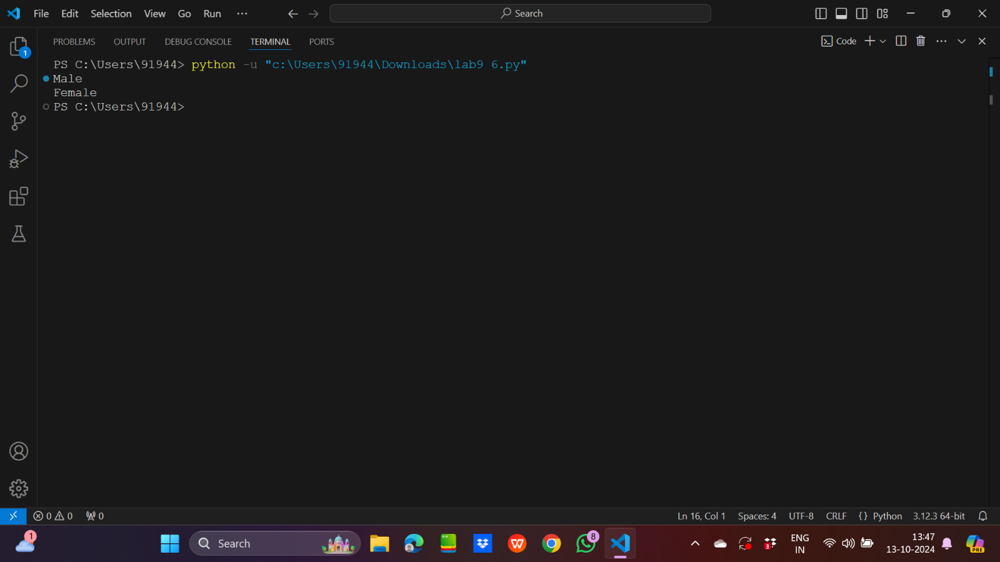 File Edit Selection View Go Run ··· Search
1
PROBLEMS OUTPUT DEBUG CONSOLE TERMINAL PORTS Code
PS C:\Users\91944> python -u "c:\Users\91944\Downloads\lab9 6.py"
Male
Female
PS C:\Users\91944>
0 0 0 Ln 16, Col 1 Spaces: 4 UTF-8 CRLF {} Python 3.12.3 64-bit
1 Search W 8 3 ENG IN 13:47 PRE
13-10-2024